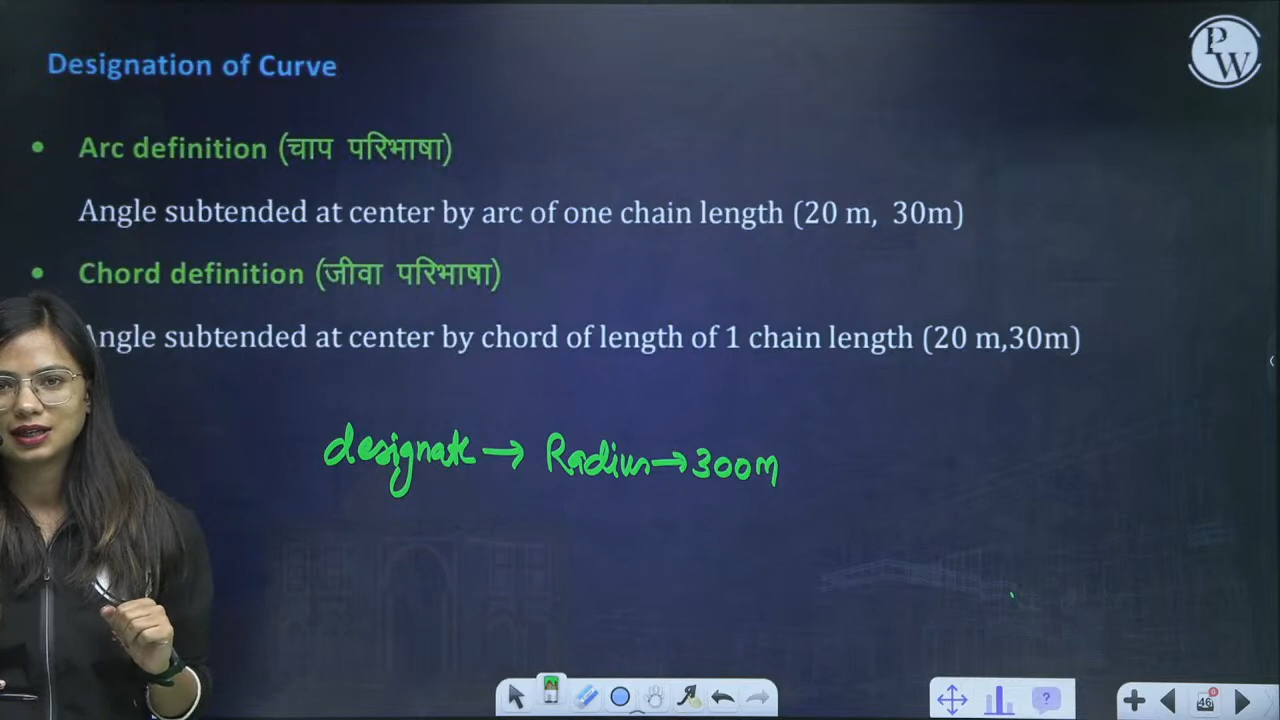 Designation of Curve
PW
• Arc definition (चाप परिभाषा)
Angle subtended at center by arc of one chain length (20 m, 30m)
• Chord definition (जीवा परिभाषा)
Angle subtended at center by chord of length of 1 chain length (20 m,30m)
designate → Radius → 300m
46